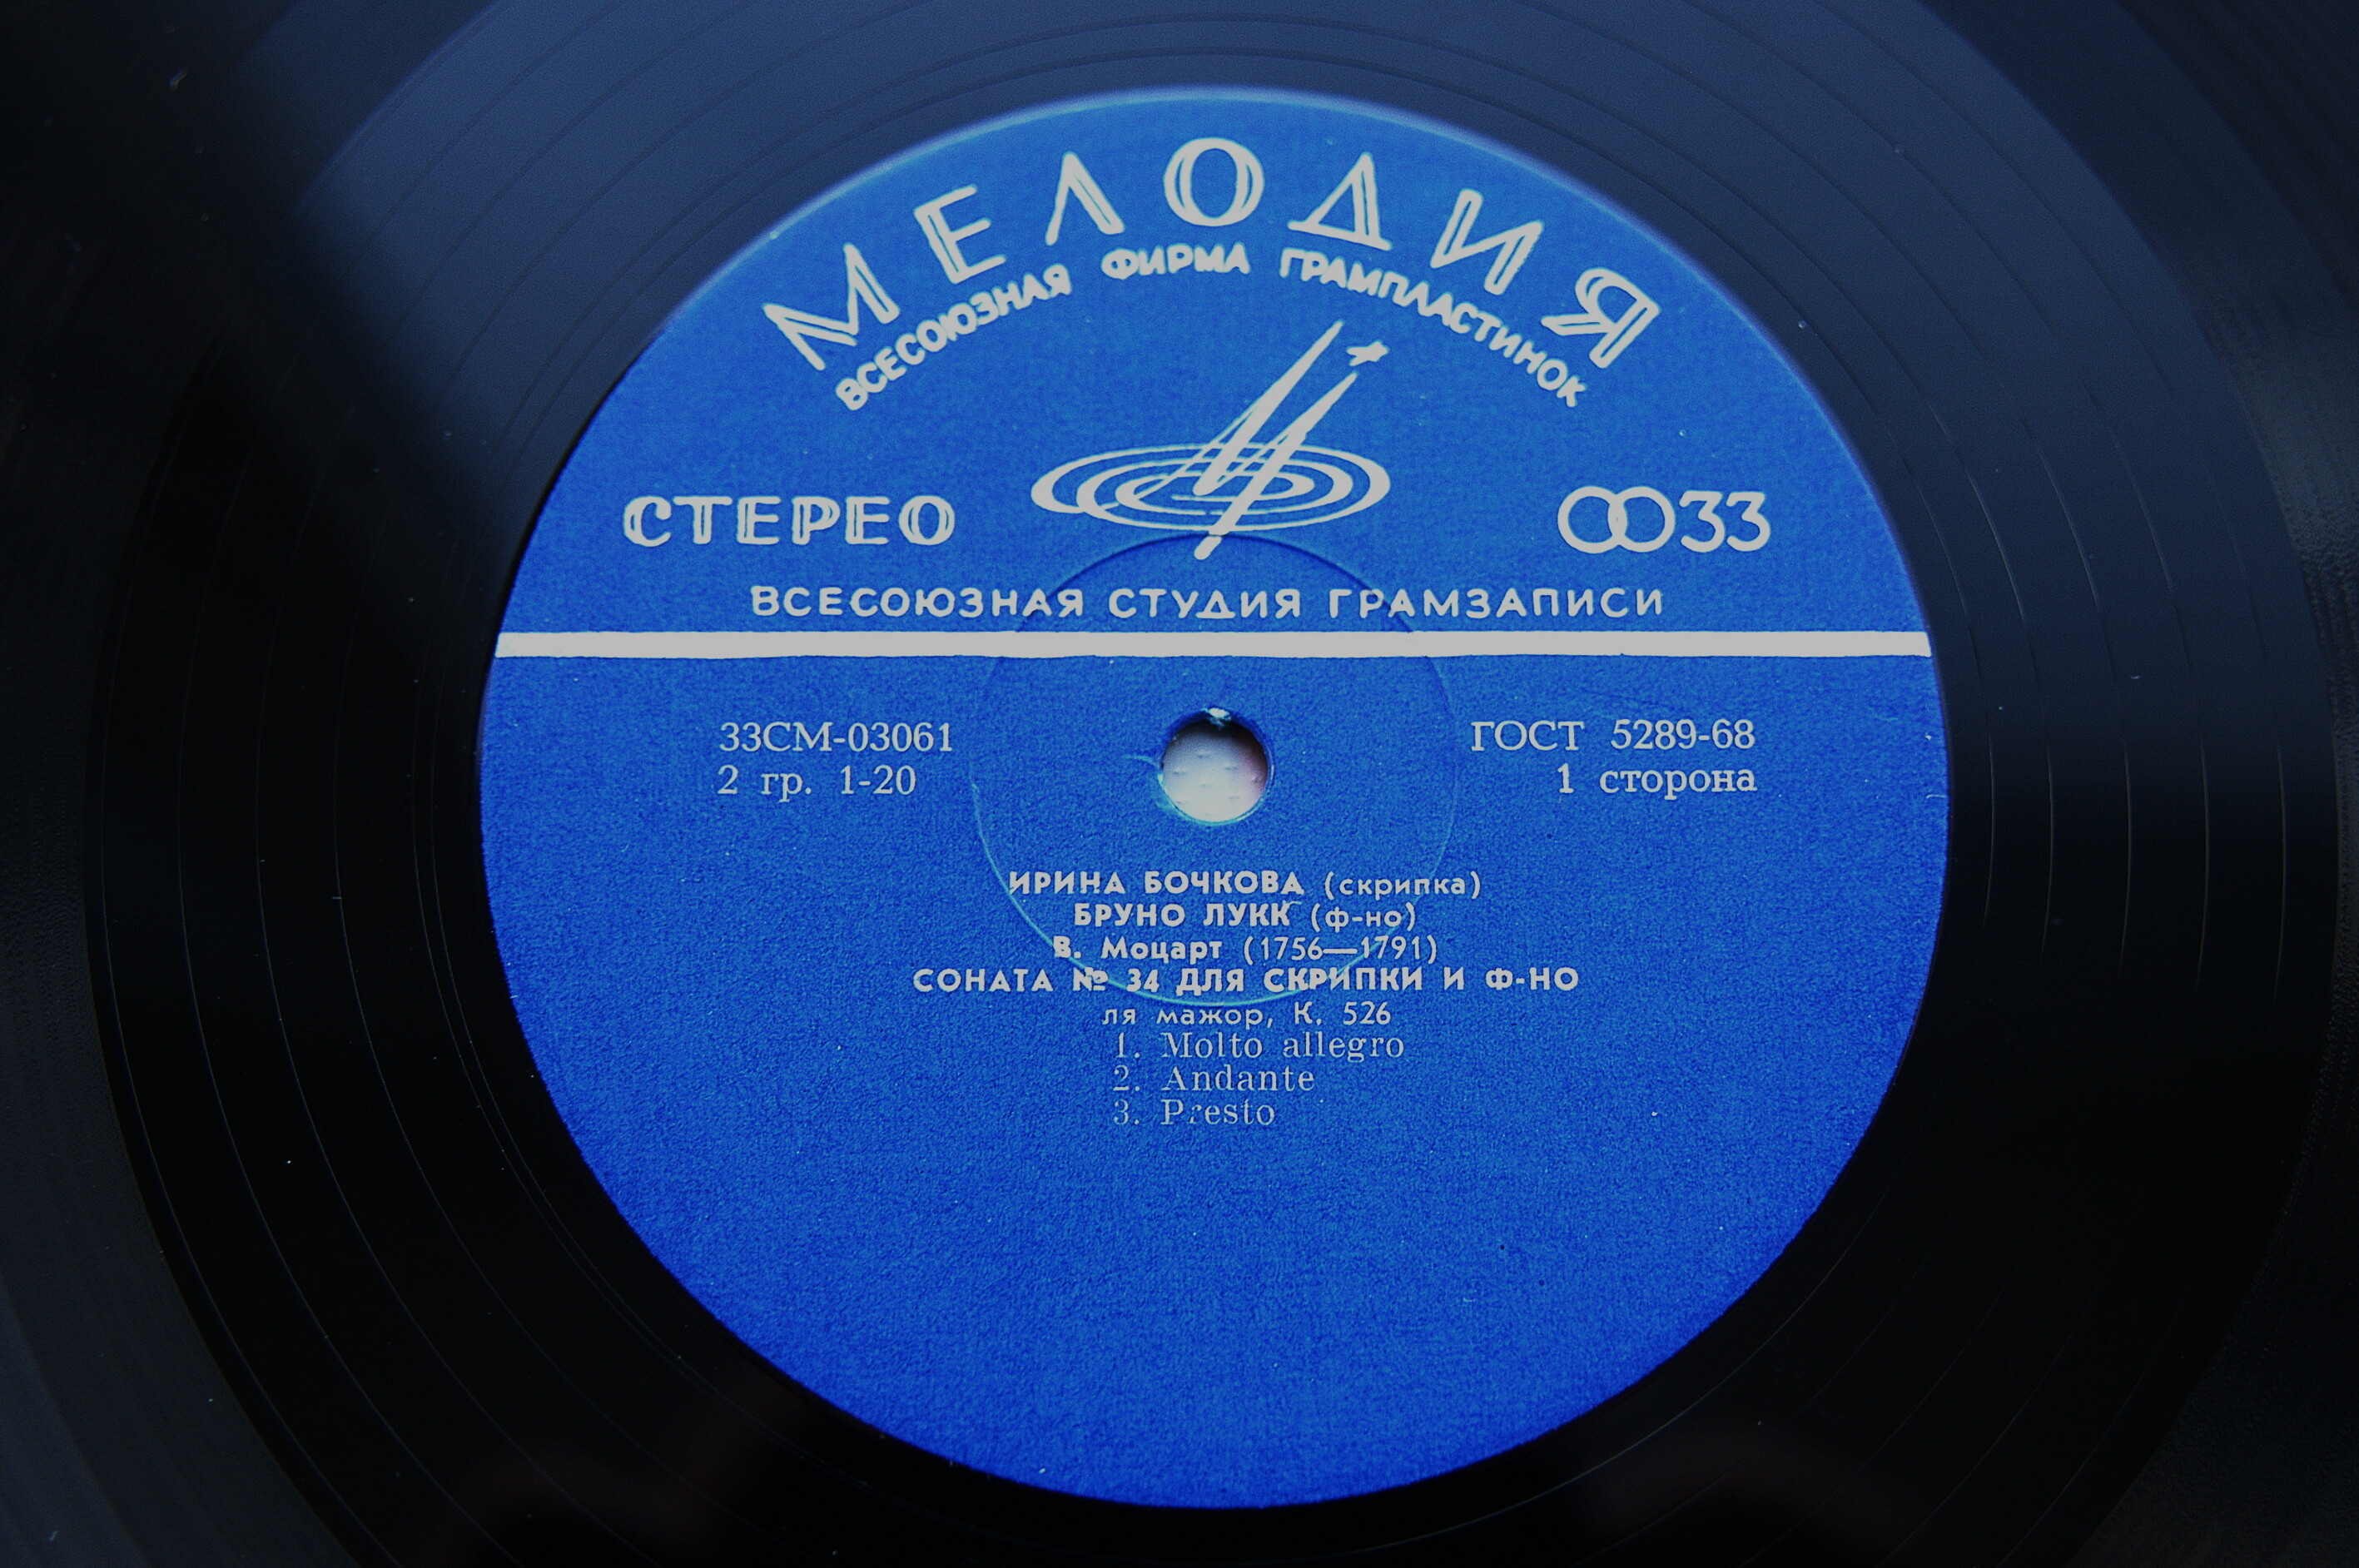 МЕЛОДИЯ
ВСЕСОЮЗНАЯ ФИРМА ГРАМПЛАСТИНОК
СТЕРЕО 33
ВСЕСОЮЗНАЯ СТУДИЯ ГРАМЗАПИСИ
33СМ-03061 ГОСТ 5289-68
2 гр. 1-20 1 сторона
ИРИНА БОЧКОВА (скрипка)
БРУНО ЛУКК (ф-но)
В. Моцарт (1756—1791)
СОНАТА № 34 ДЛЯ СКРИПКИ И Ф-НО
ля мажор, К. 526
1. Molto allegro
2. Andante
3. Presto